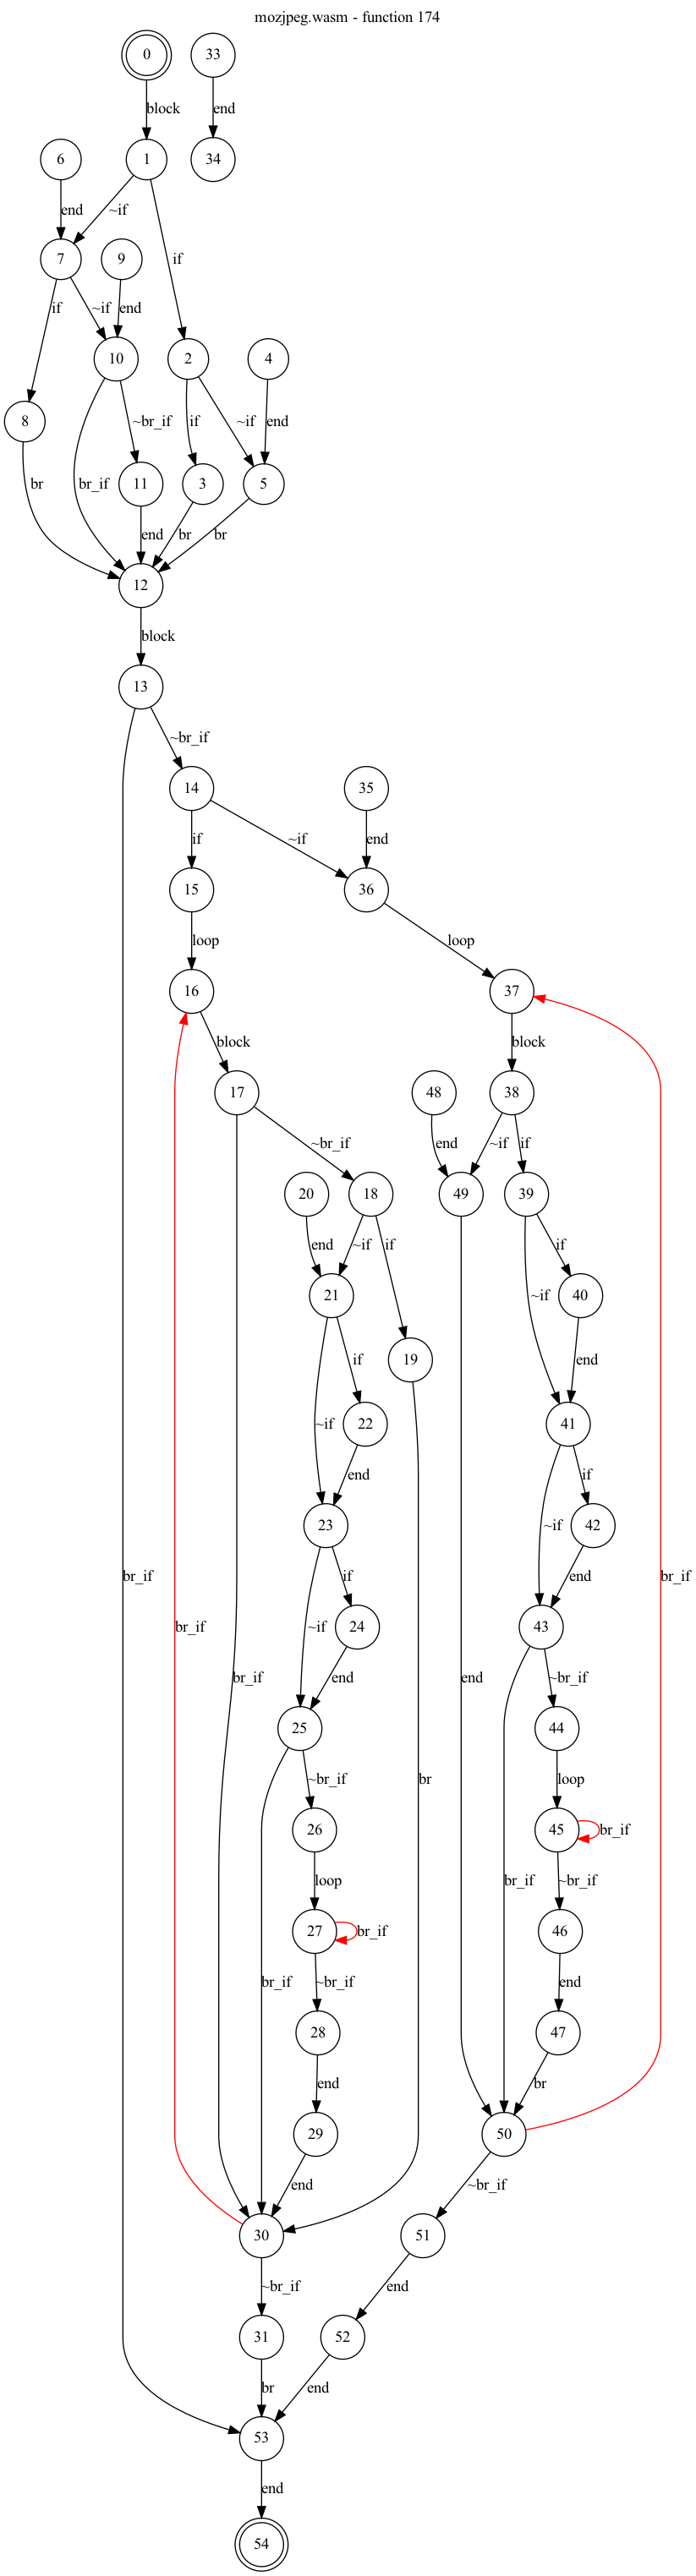 mozjpeg.wasm - function 174
0 33
block end
1 34
6
end ~if if
7 9
if ~if end
10 2 4
8 ~br_if if ~if end
br br_if 11 3 5
end br br
12
block
13
~br_if
14 35
if ~if end
15 36
loop loop
16 37
block block
17 48 38
~br_if end ~if if
20 18 49 39
end ~if if if
21 ~if 40
if end
19
~if 22 41
end if
23 ~if 42
br_if if end
br_if ~if 24 43
br_if
br_if end end ~br_if
25 44
~br_if br loop
26 45 br_if
loop br_if ~br_if
27 br_if 46
br_if ~br_if end
28 47
end br
29 50
end ~br_if
30 51
~br_if end
31 52
br end
53
end
54